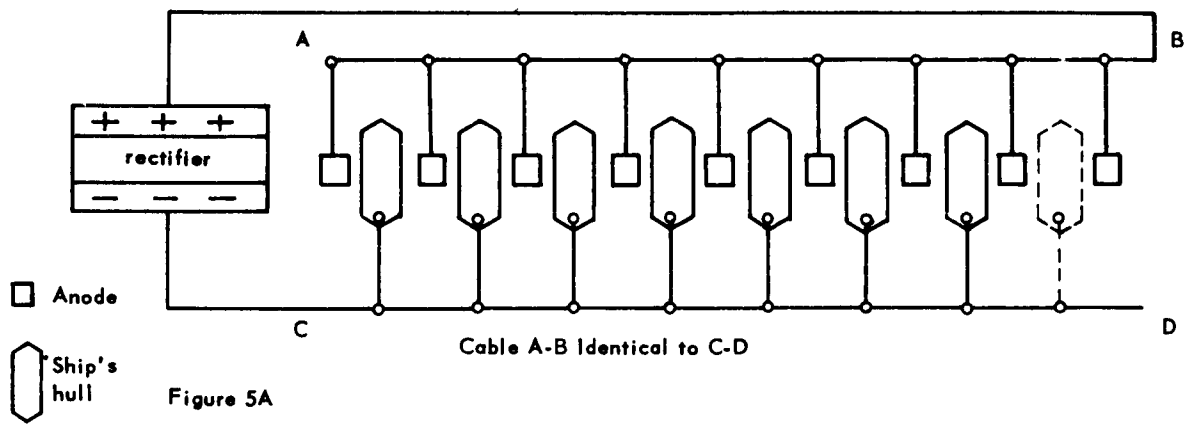 A
B
+ + +
rectifier
— — —
Anode
C
D
Cable A-B Identical to C-D
Ship's
hull
Figure 5A